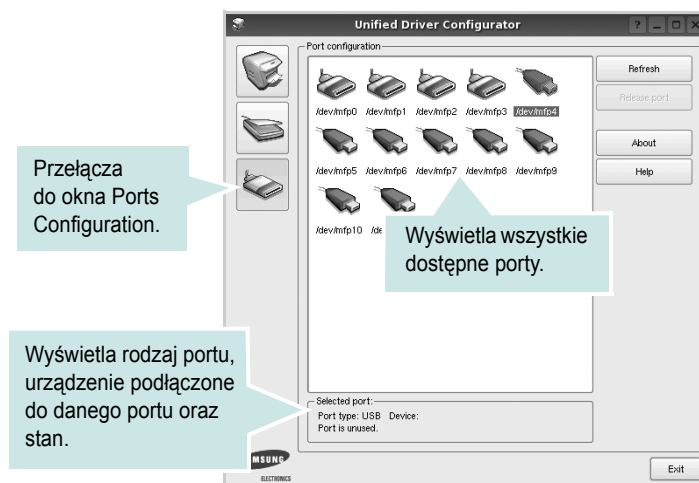 Unified Driver Configurator
Port configuration
/dev/mfp0 /dev/mfp1 /dev/mfp2 /dev/mfp3 /dev/mfp4
/dev/mfp5 /dev/mfp6 /dev/mfp7 /dev/mfp8 /dev/mfp9
/dev/mfp10
Refresh
Release port
About
Help
Przełącza
do okna Ports
Configuration.
Wyświetla wszystkie
dostępne porty.
Wyświetla rodzaj portu,
urządzenie podłączone
do danego portu oraz
stan.
Selected port:
Port type: USB Device:
Port is unused.
MSUNG
ELECTRONICS
Exit